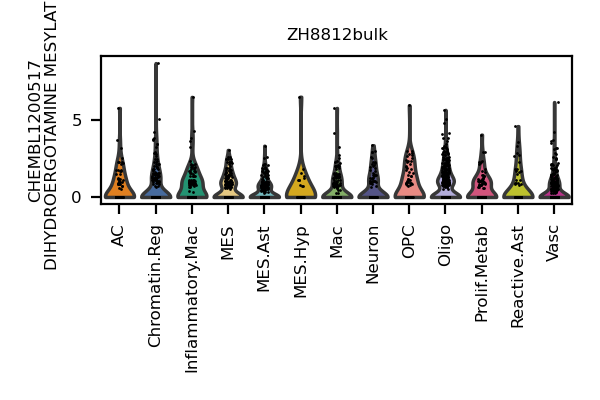 ZH8812bulk
CHEMBL1200517
DIHYDROERGOTAMINE MESYLAT
5
0
AC
Chromatin.Reg
Inflammatory.Mac
MES
MES.Ast
MES.Hyp
Mac
Neuron
OPC
Oligo
Prolif.Metab
Reactive.Ast
Vasc